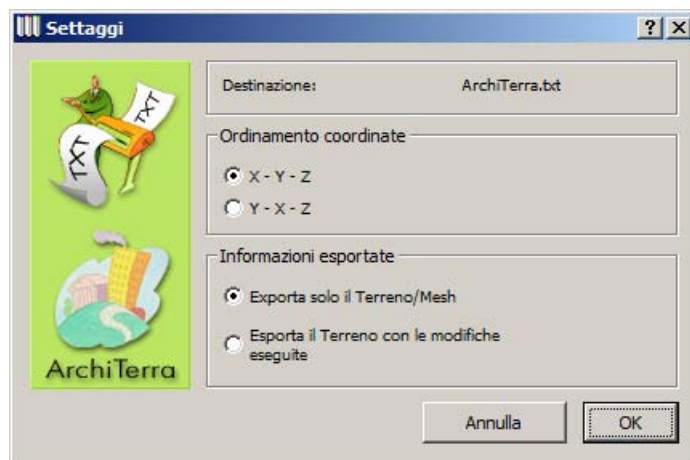 Settaggi
TXT
TXT
ArchiTerra
Destinazione: ArchiTerra.txt
Ordinamento coordinate
X - Y - Z
Y - X - Z
Informazioni esportate
Exporta solo il Terreno/Mesh
Esporta il Terreno con le modifiche
eseguite
Annulla OK